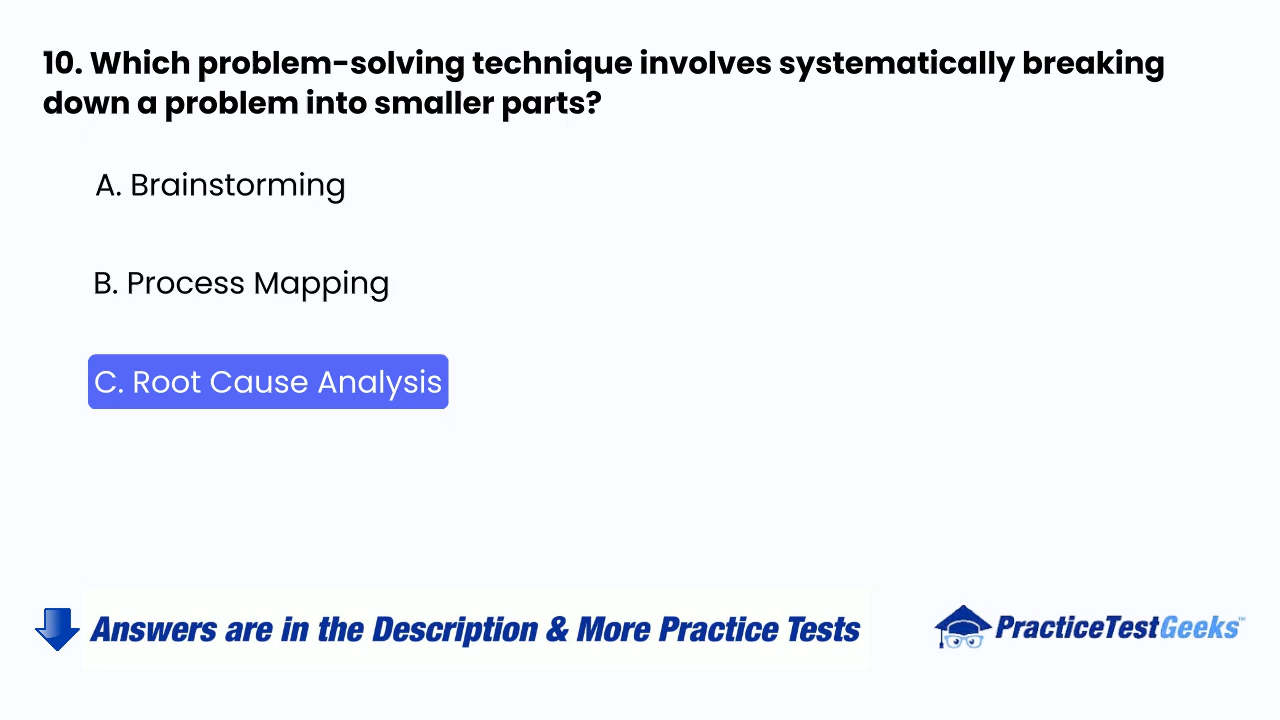 10. Which problem-solving technique involves systematically breaking
down a problem into smaller parts?
A. Brainstorming
B. Process Mapping
C. Root Cause Analysis
Answers are in the Description & More Practice Tests
PracticeTestGeeks™